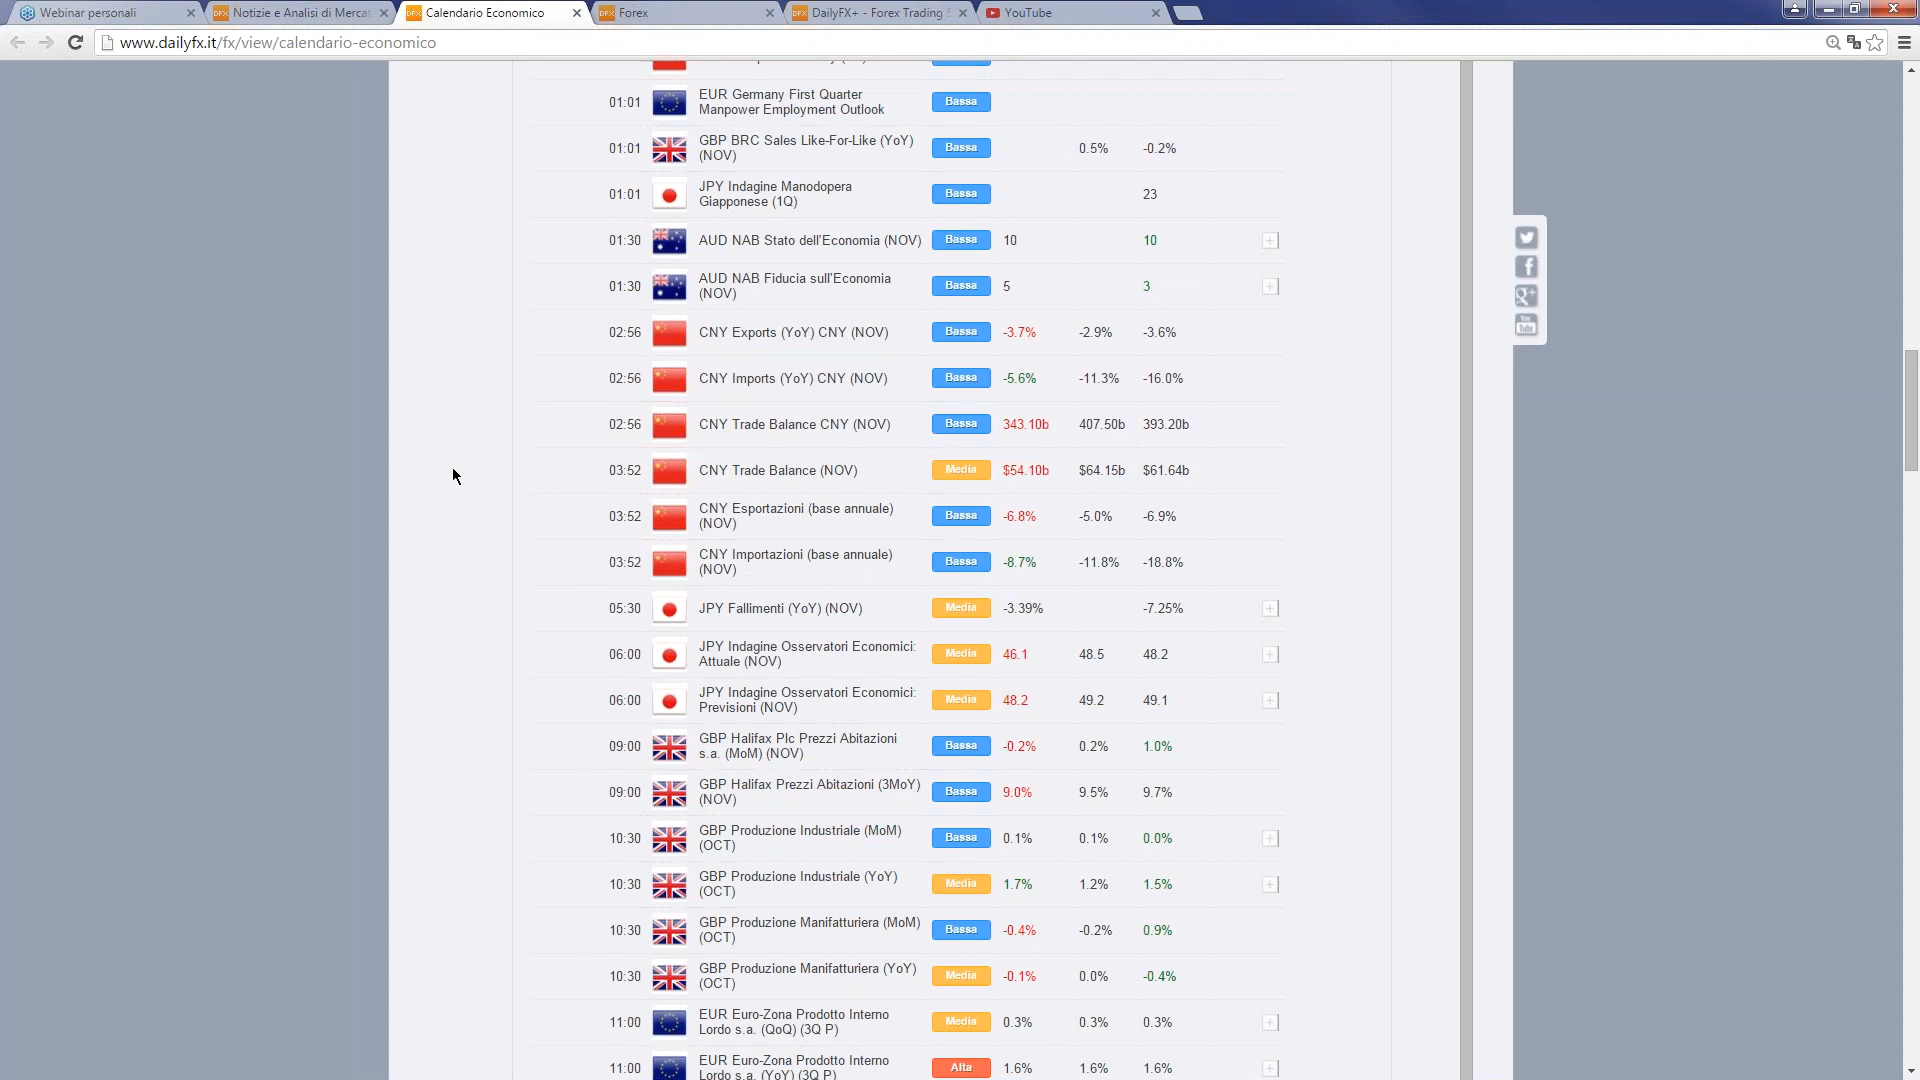 Webinar personali
Notizie e Analisi di Mercat
Calendario Economico
Forex
DailyFX+ - Forex Trading S
YouTube
www.dailyfx.it/fx/view/calendario-economico
01:01 EUR Germany First Quarter Manpower Employment Outlook Bassa
01:01 GBP BRC Sales Like-For-Like (YoY) (NOV) Bassa 0.5% -0.2%
01:01 JPY Indagine Manodopera Giapponese (1Q) Bassa 23
01:30 AUD NAB Stato dell'Economia (NOV) Bassa 10 10
01:30 AUD NAB Fiducia sull'Economia (NOV) Bassa 5 3
02:56 CNY Exports (YoY) CNY (NOV) Bassa -3.7% -2.9% -3.6%
02:56 CNY Imports (YoY) CNY (NOV) Bassa -5.6% -11.3% -16.0%
02:56 CNY Trade Balance CNY (NOV) Bassa 343.10b 407.50b 393.20b
03:52 CNY Trade Balance (NOV) Media $54.10b $64.15b $61.64b
03:52 CNY Esportazioni (base annuale) (NOV) Bassa -6.8% -5.0% -6.9%
03:52 CNY Importazioni (base annuale) (NOV) Bassa -8.7% -11.8% -18.8%
05:30 JPY Fallimenti (YoY) (NOV) Media -3.39% -7.25%
06:00 JPY Indagine Osservatori Economici: Attuale (NOV) Media 46.1 48.5 48.2
06:00 JPY Indagine Osservatori Economici: Previsioni (NOV) Media 48.2 49.2 49.1
09:00 GBP Halifax Plc Prezzi Abitazioni s.a. (MoM) (NOV) Bassa -0.2% 0.2% 1.0%
09:00 GBP Halifax Prezzi Abitazioni (3MoY) (NOV) Bassa 9.0% 9.5% 9.7%
10:30 GBP Produzione Industriale (MoM) (OCT) Bassa 0.1% 0.1% 0.0%
10:30 GBP Produzione Industriale (YoY) (OCT) Media 1.7% 1.2% 1.5%
10:30 GBP Produzione Manifatturiera (MoM) (OCT) Bassa -0.4% -0.2% 0.9%
10:30 GBP Produzione Manifatturiera (YoY) (OCT) Media -0.1% 0.0% -0.4%
11:00 EUR Euro-Zona Prodotto Interno Lordo s.a. (QoQ) (3Q P) Media 0.3% 0.3% 0.3%
11:00 EUR Euro-Zona Prodotto Interno Lordo s.a. (YoY) (3Q P) Alta 1.6% 1.6% 1.6%